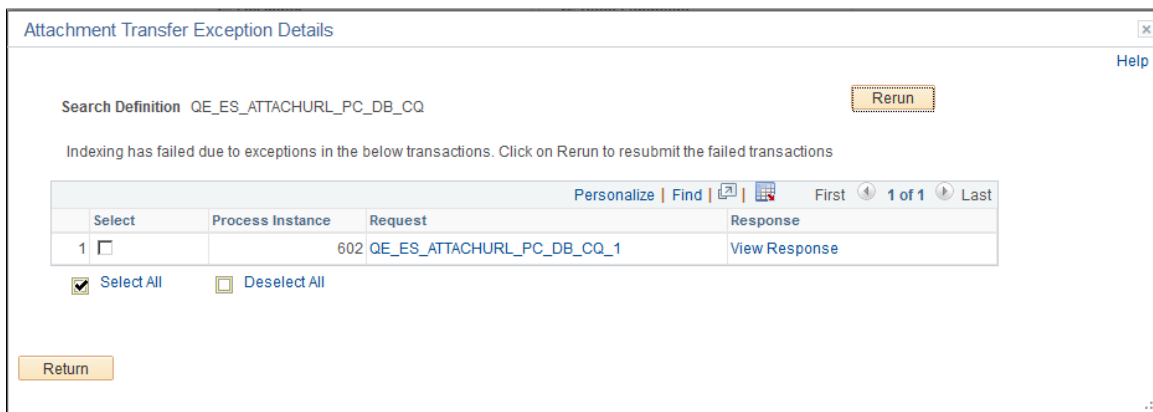 Attachment Transfer Exception Details
Help
Search Definition QE_ES_ATTACHURL_PC_DB_CQ
Rerun
Indexing has failed due to exceptions in the below transactions. Click on Rerun to resubmit the failed transactions
Personalize | Find | | First 1 of 1 Last
Select Process Instance Request Response
1 602 QE_ES_ATTACHURL_PC_DB_CQ_1 View Response
Select All Deselect All
Return